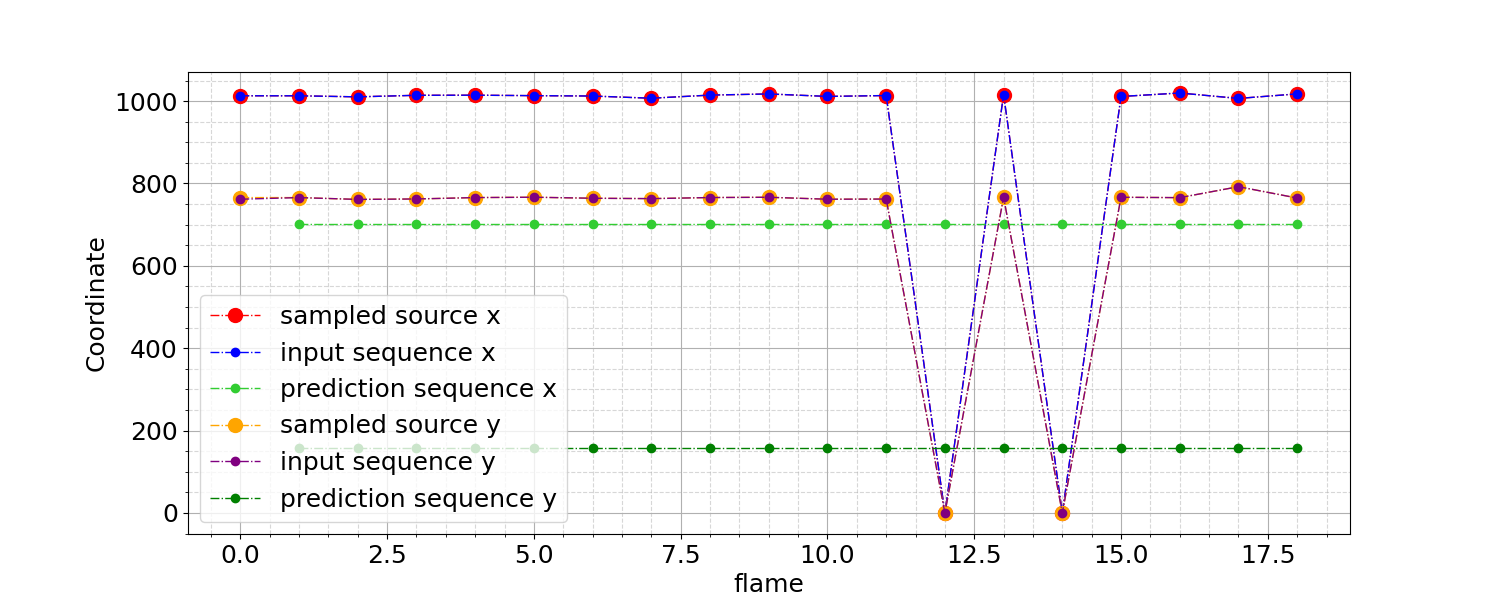 1000
800
600
400
200
0
Coordinate
sampled source x
input sequence x
prediction sequence x
sampled source y
input sequence y
prediction sequence y
0.0 2.5 5.0 7.5 10.0 12.5 15.0 17.5
flame